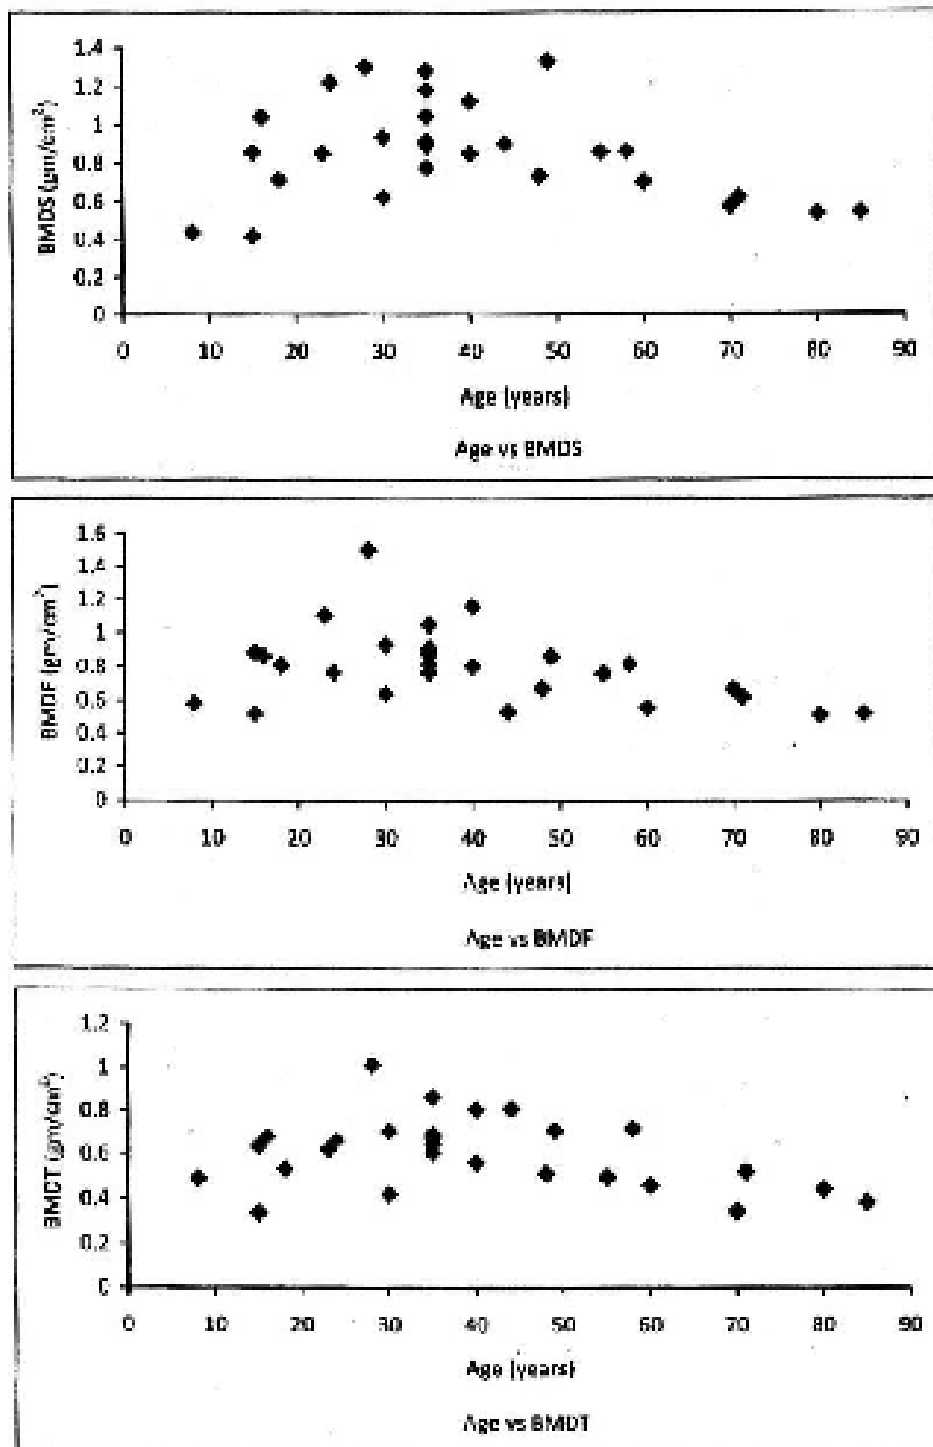 1.4
1.2
1
0.8
0.6
0.4
0.2
0
BMDS (gm/cm²)
0 10 20 30 40 50 60 70 80 90
Age (years)
Age vs BMDS
1.6
1.4
1.2
1
0.8
0.6
0.4
0.2
0
BMDF (gm/cm²)
0 10 20 30 40 50 60 70 80 90
Age (years)
Age vs BMDF
1.2
1
0.8
0.6
0.4
0.2
0
BMDT (gm/cm²)
0 10 20 30 40 50 60 70 80 90
Age (years)
Age vs BMDT